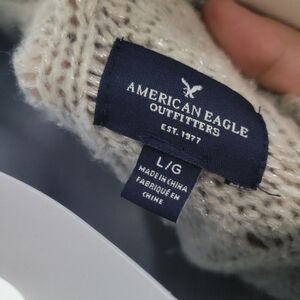 AMERICAN EAGLE
OUTFITTERS
EST. 1977
L/G
MADE IN CHINA
FABRIQUÉ EN
CHINE